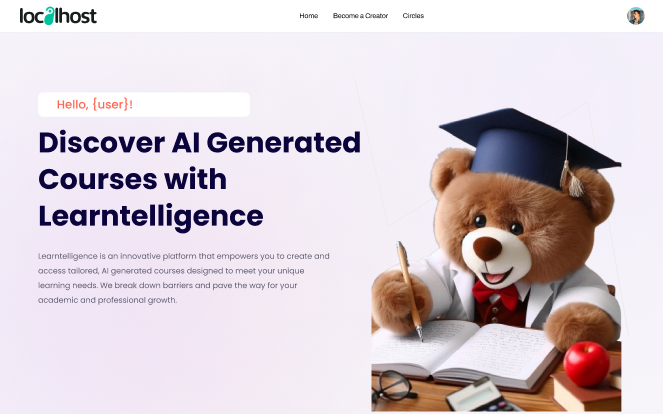 localhost
Home
Become a Creator
Circles
Hello, {user}!
Discover AI Generated
Courses with
Learntelligence
Learntelligence is an innovative platform that empowers you to create and
access tailored, AI generated courses designed to meet your unique
learning needs. We break down barriers and pave the way for your
academic and professional growth.